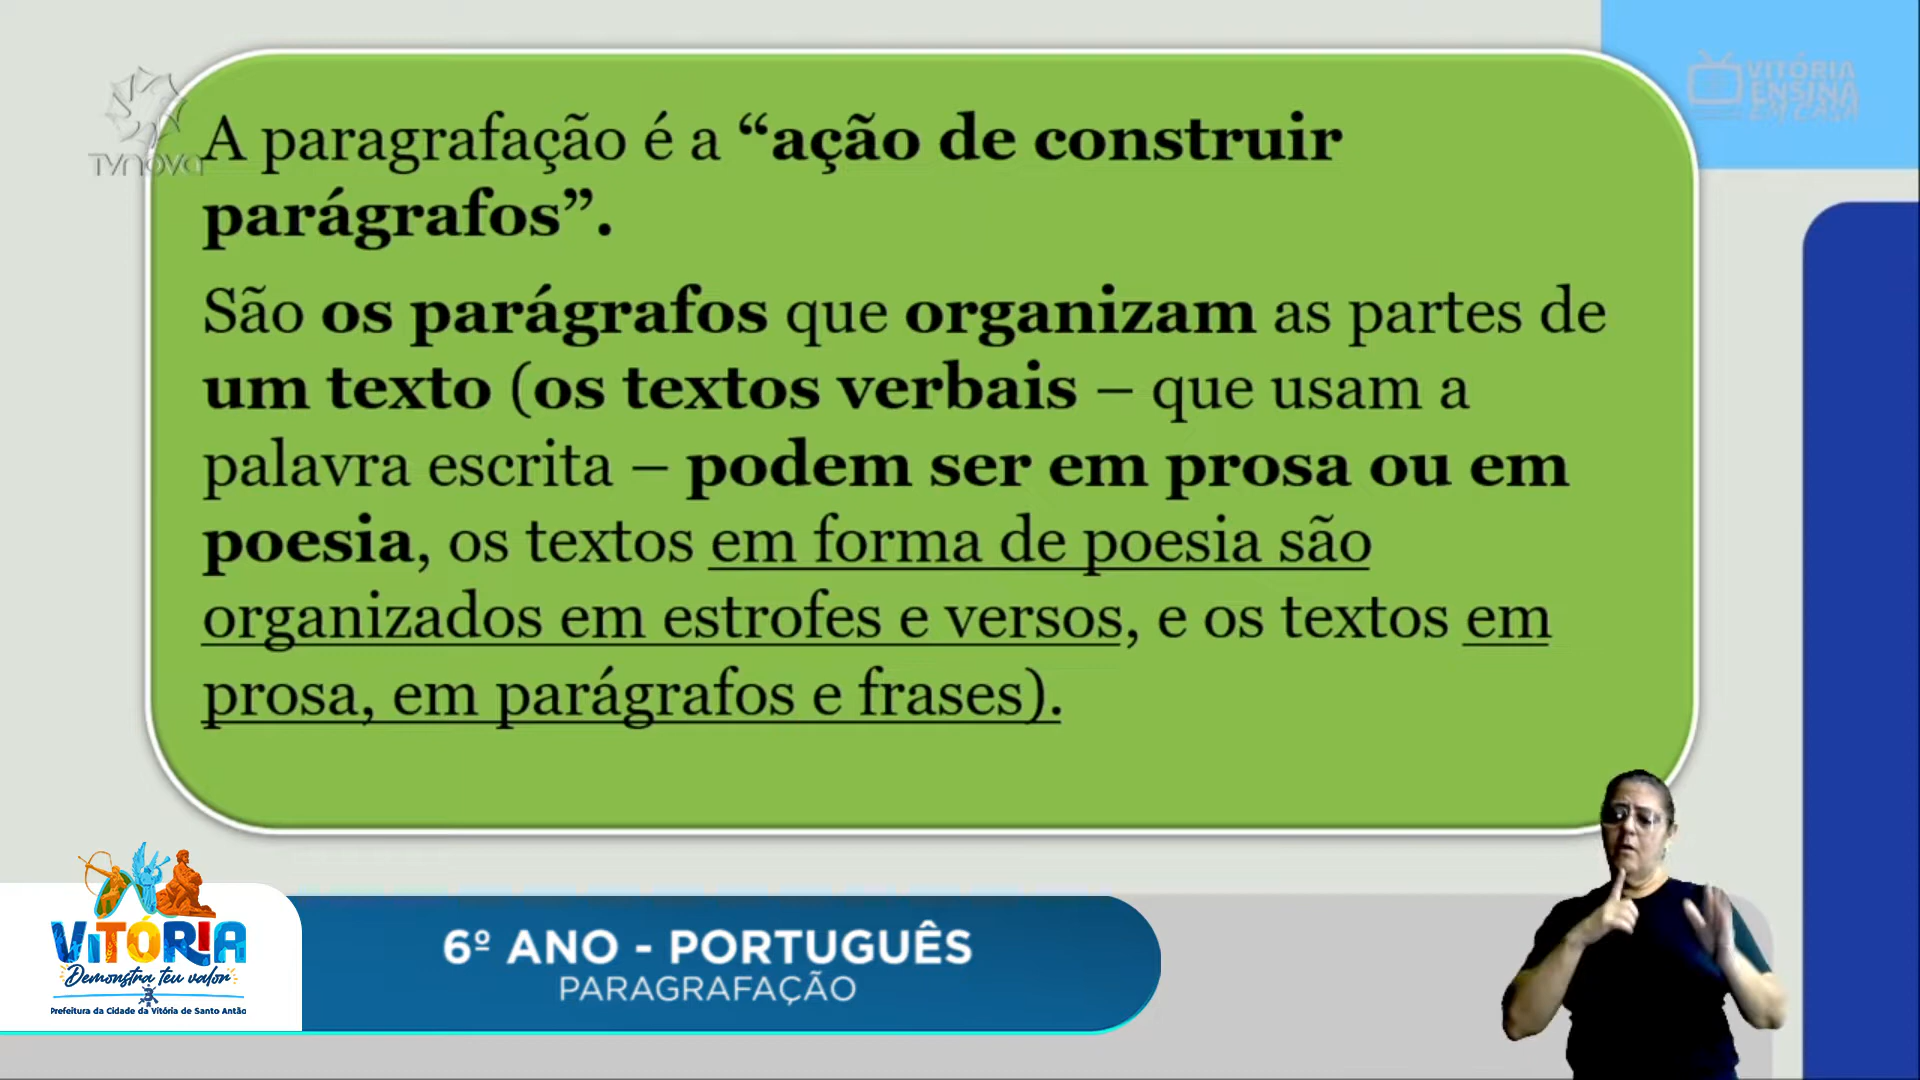 TVnova
VITÓRIA
ENSINA
EM CASA
A paragrafação é a “ação de construir
parágrafos”.
São os parágrafos que organizam as partes de
um texto (os textos verbais – que usam a
palavra escrita – podem ser em prosa ou em
poesia, os textos em forma de poesia são
organizados em estrofes e versos, e os textos em
prosa, em parágrafos e frases).
VITÓRIA
Demonstra teu valor
Prefeitura da Cidade da Vitória de Santo Antão
6º ANO - PORTUGUÊS
PARAGRAFAÇÃO